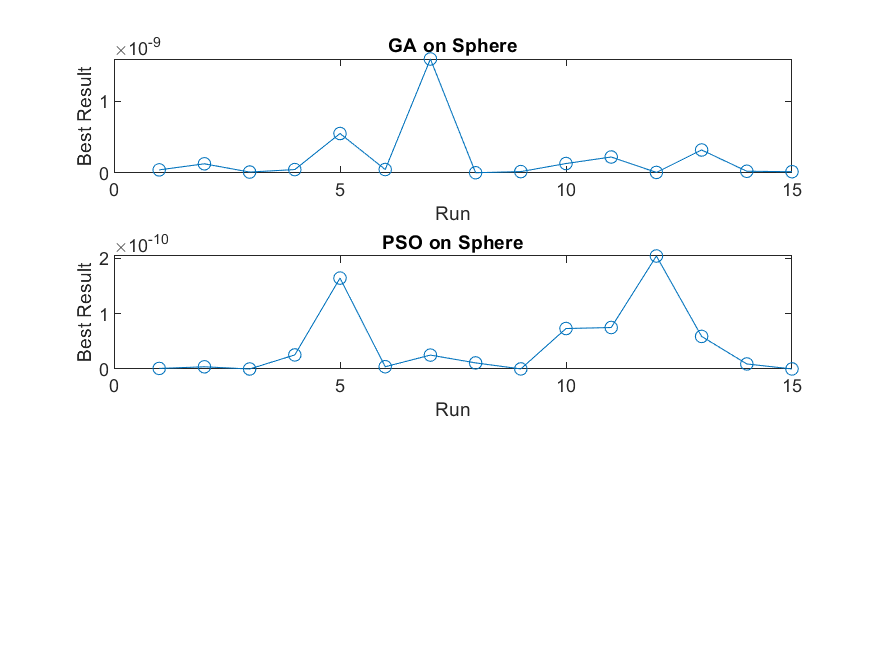 GA on Sphere
×10-9
Best Result
1
0
0 5 10 15
Run
PSO on Sphere
×10-10
Best Result
2
1
0
0 5 10 15
Run